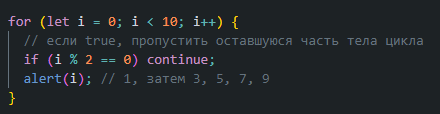 for (let i = 0; i < 10; i++) {
// если true, пропустить оставшуюся часть тела цикла
if (i % 2 == 0) continue;
alert(i); // 1, затем 3, 5, 7, 9
}